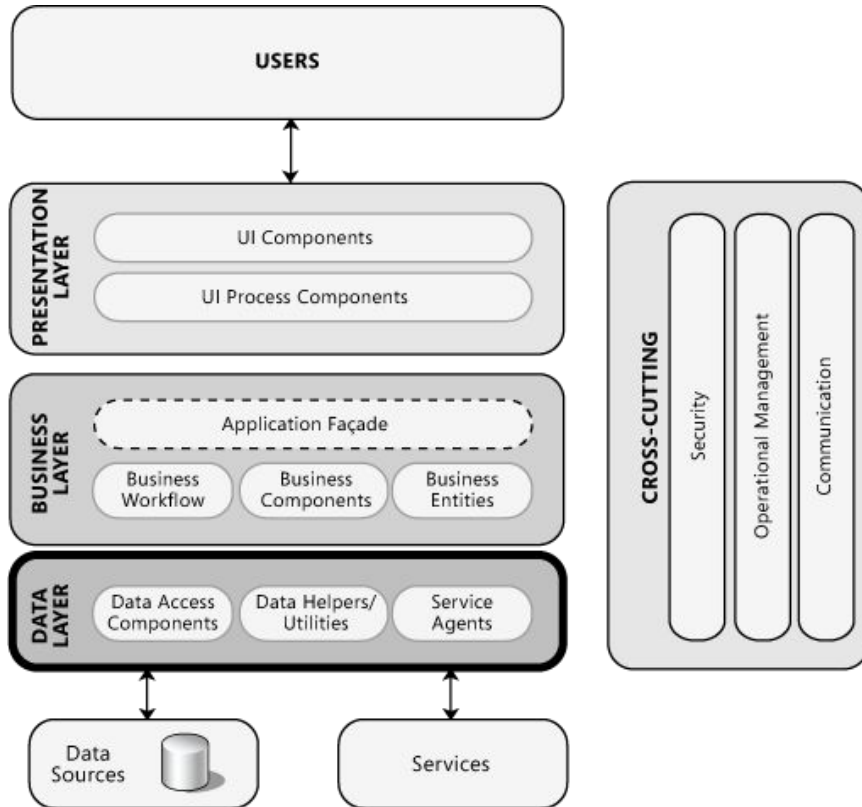 USERS
PRESENTATION
LAYER
UI Components
UI Process Components
BUSINESS
LAYER
Application Façade
Business
Workflow
Business
Components
Business
Entities
DATA
LAYER
Data Access
Components
Data Helpers/
Utilities
Service
Agents
Data
Sources
Services
CROSS-CUTTING
Security
Operational Management
Communication